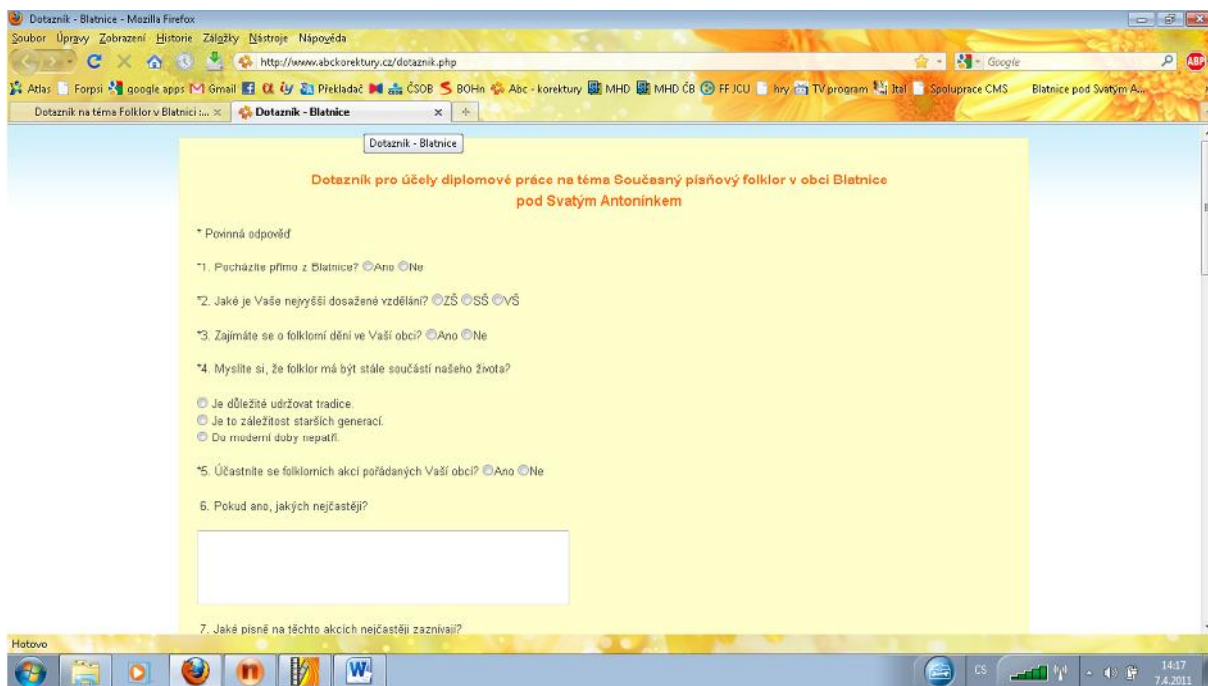 Dotazník - Blatnice - Mozilla Firefox
Soubor Úpravy Zobrazení Historie Záložky Nástroje Nápověda
http://www.abckorektury.cz/dotaznik.php
Google
ABP
Atlas Forpsi google apps Gmail Překladač ČSOB BOHn Abc - korektury MHD MHD ČB FF JCU hry TV program Ital Spoluprace CMS Blatnice pod Svatým A...
Dotazník na téma Folklor v Blatnici :... Dotazník - Blatnice
Dotazník - Blatnice
Dotazník pro účely diplomové práce na téma Současný písňový folklor v obci Blatnice
pod Svatým Antonínkem
* Povinná odpověď
*1. Pocházíte přímo z Blatnice? Ano Ne
*2. Jaké je Vaše nejvyšší dosažené vzdělání? ZŠ SŠ VŠ
*3. Zajímáte se o folklorní dění ve Vaší obci? Ano Ne
*4. Myslíte si, že folklor má být stále součástí našeho života?
Je důležité udržovat tradice.
Je to záležitost starších generací.
Do moderní doby nepatří.
*5. Účastníte se folklorních akcí pořádaných Vaší obcí? Ano Ne
6. Pokud ano, jakých nejčastěji?
7. Jaké písně na těchto akcích nejčastěji zaznívají?
Hotovo
CS
14:17
7.4.2011